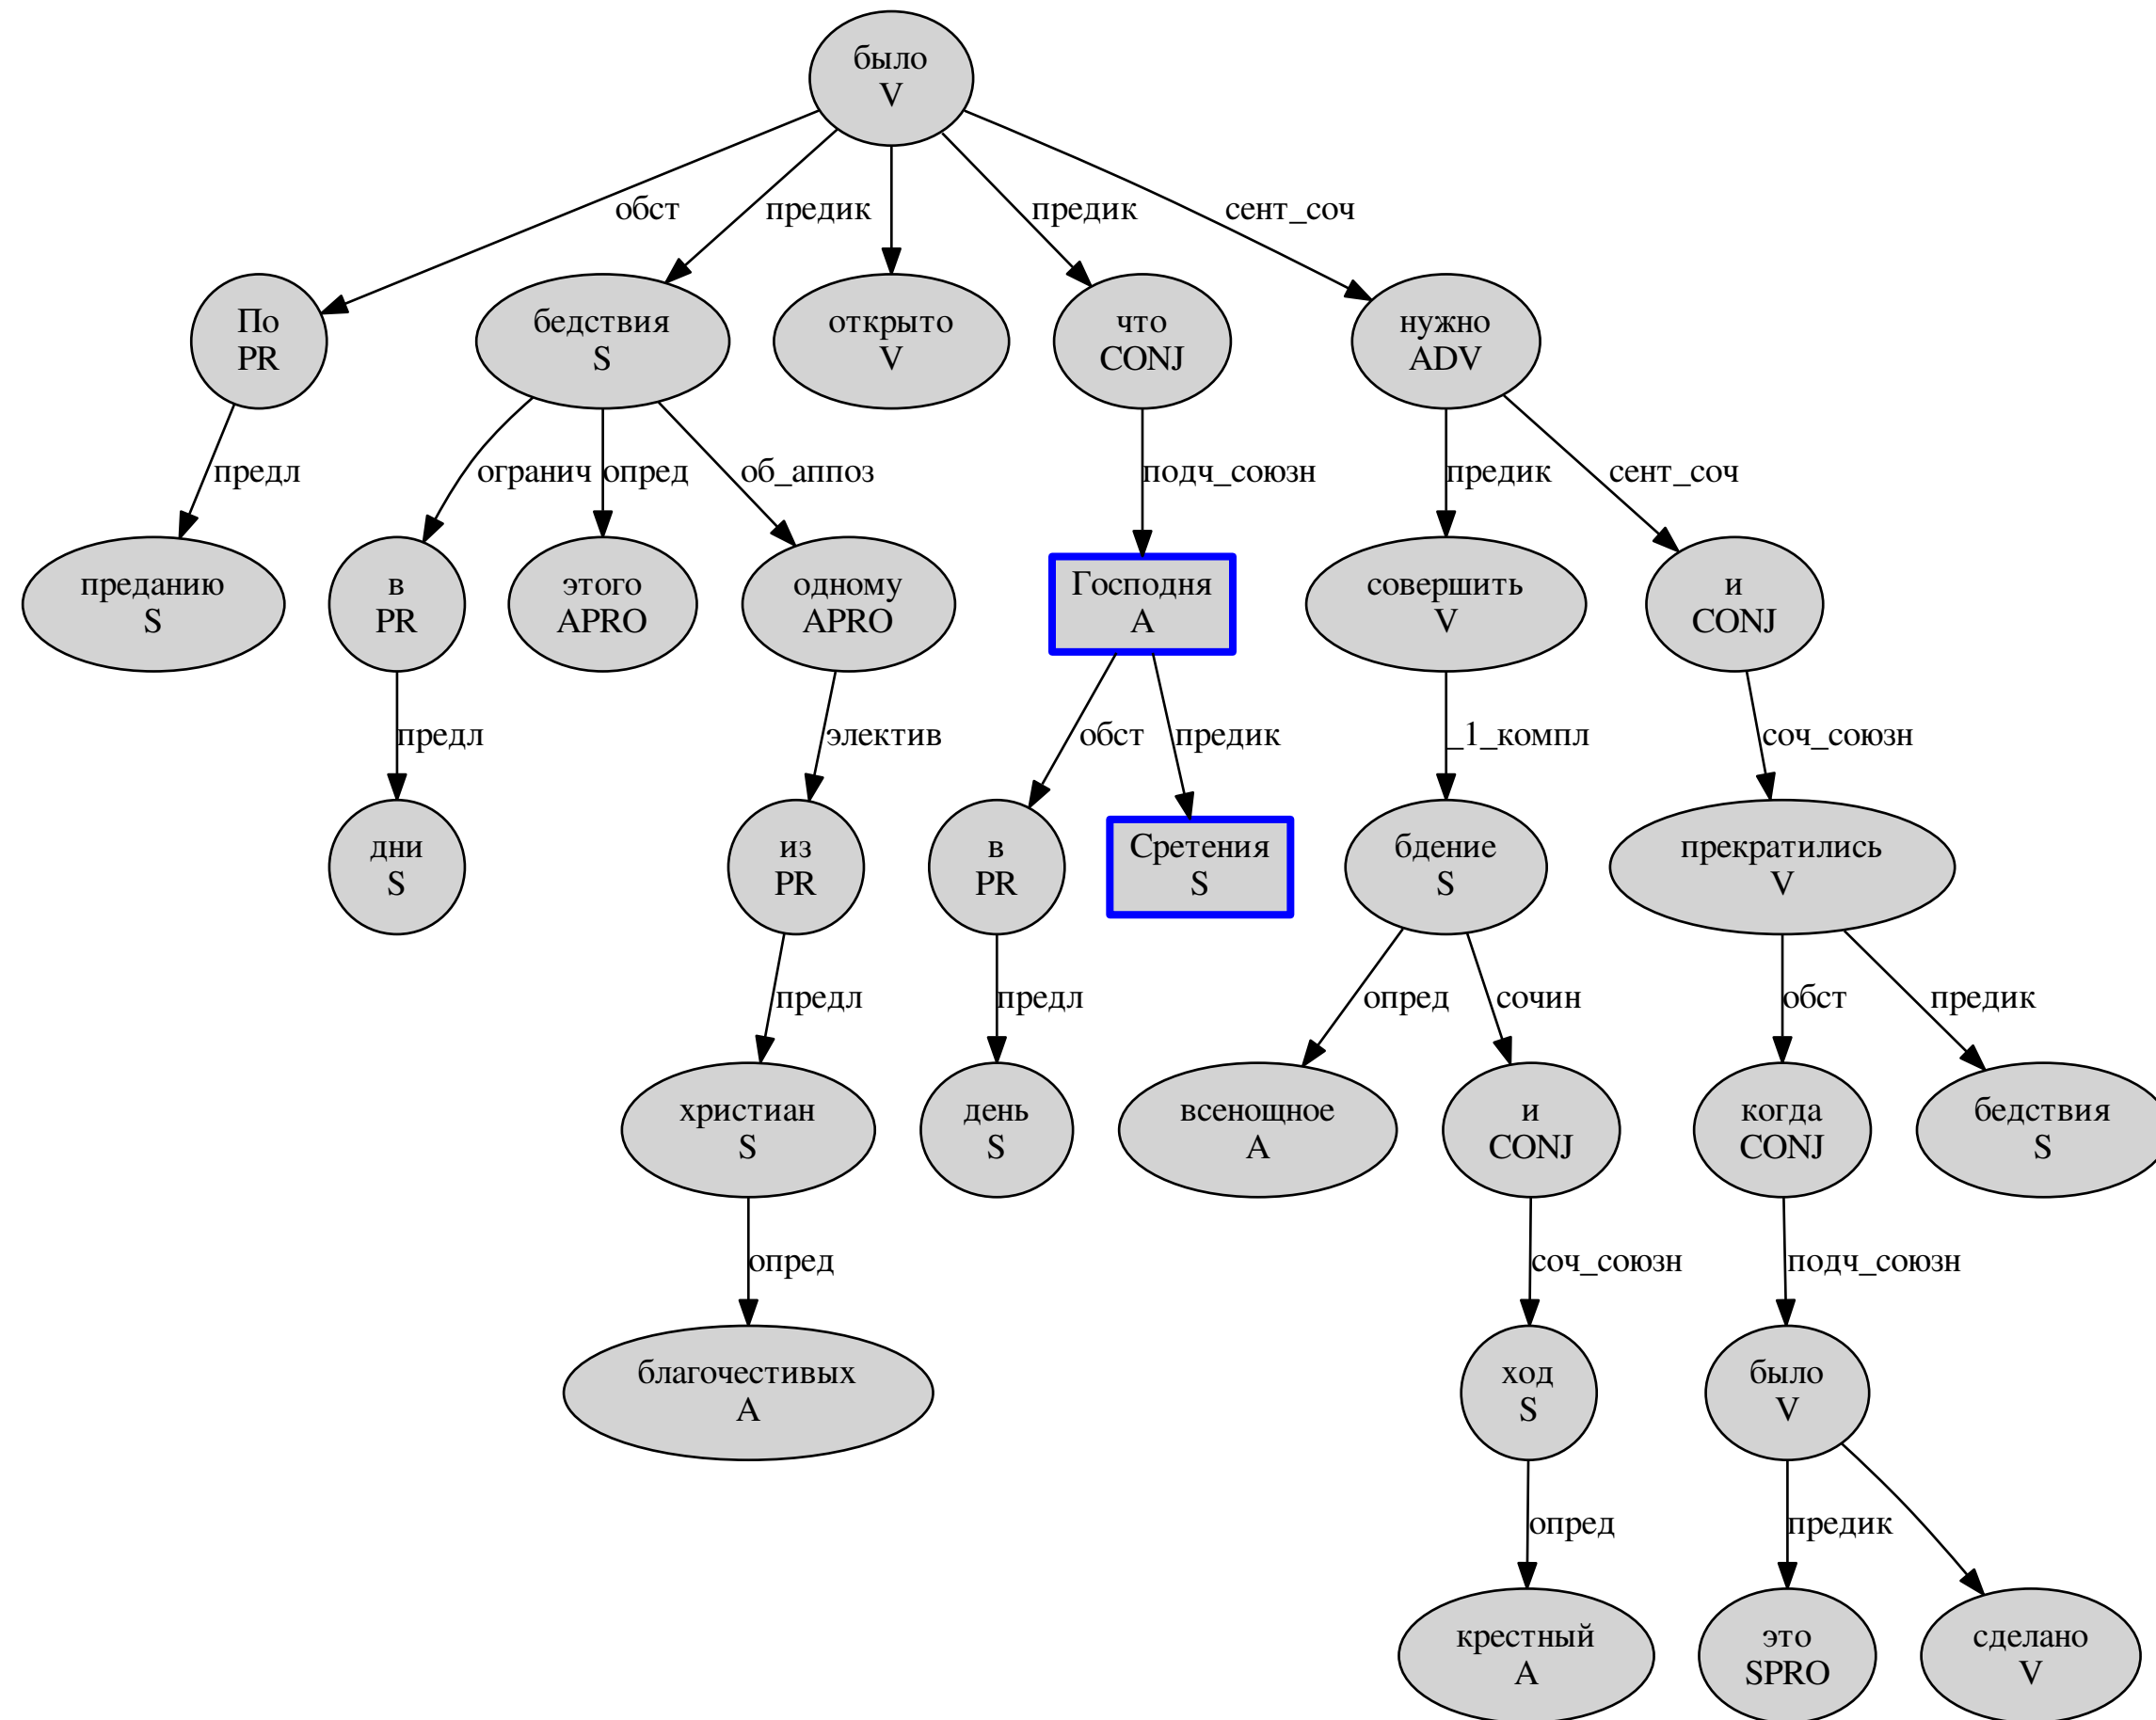 было
V
обст
предик
предик
сент_соч
По
PR
бедствия
S
открыто
V
что
CONJ
нужно
ADV
предл
огранич
опред
об_аппоз
подч_союзн
предик
сент_соч
преданию
S
в
PR
этого
APRO
одному
APRO
Господня
A
совершить
V
и
CONJ
предл
электив
обст
предик
_1_компл
соч_союзн
дни
S
из
PR
в
PR
Сретения
S
бдение
S
прекратились
V
предл
предл
опред
сочин
обст
предик
христиан
S
день
S
всенощное
A
и
CONJ
когда
CONJ
бедствия
S
опред
соч_союзн
подч_союзн
благочестивых
A
ход
S
было
V
опред
предик
крестный
A
это
SPRO
сделано
V